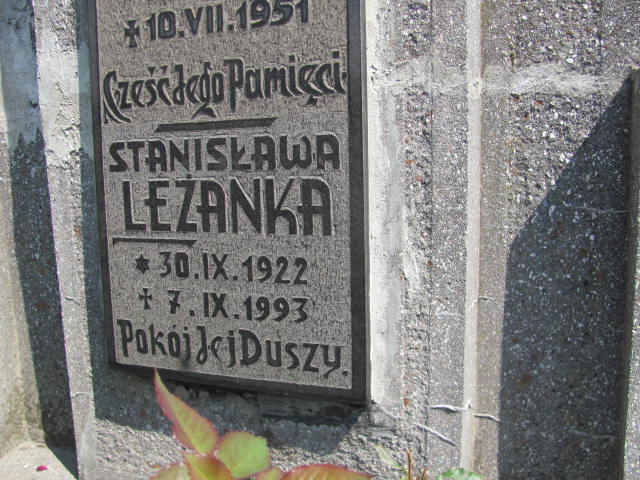 ✝ 10.VII.1951
Cześć Jego Pamięci.
STANISŁAWA
LEŻANKA
✶ 30.IX.1922
✝ 7.IX.1993
Pokój Jej Duszy.